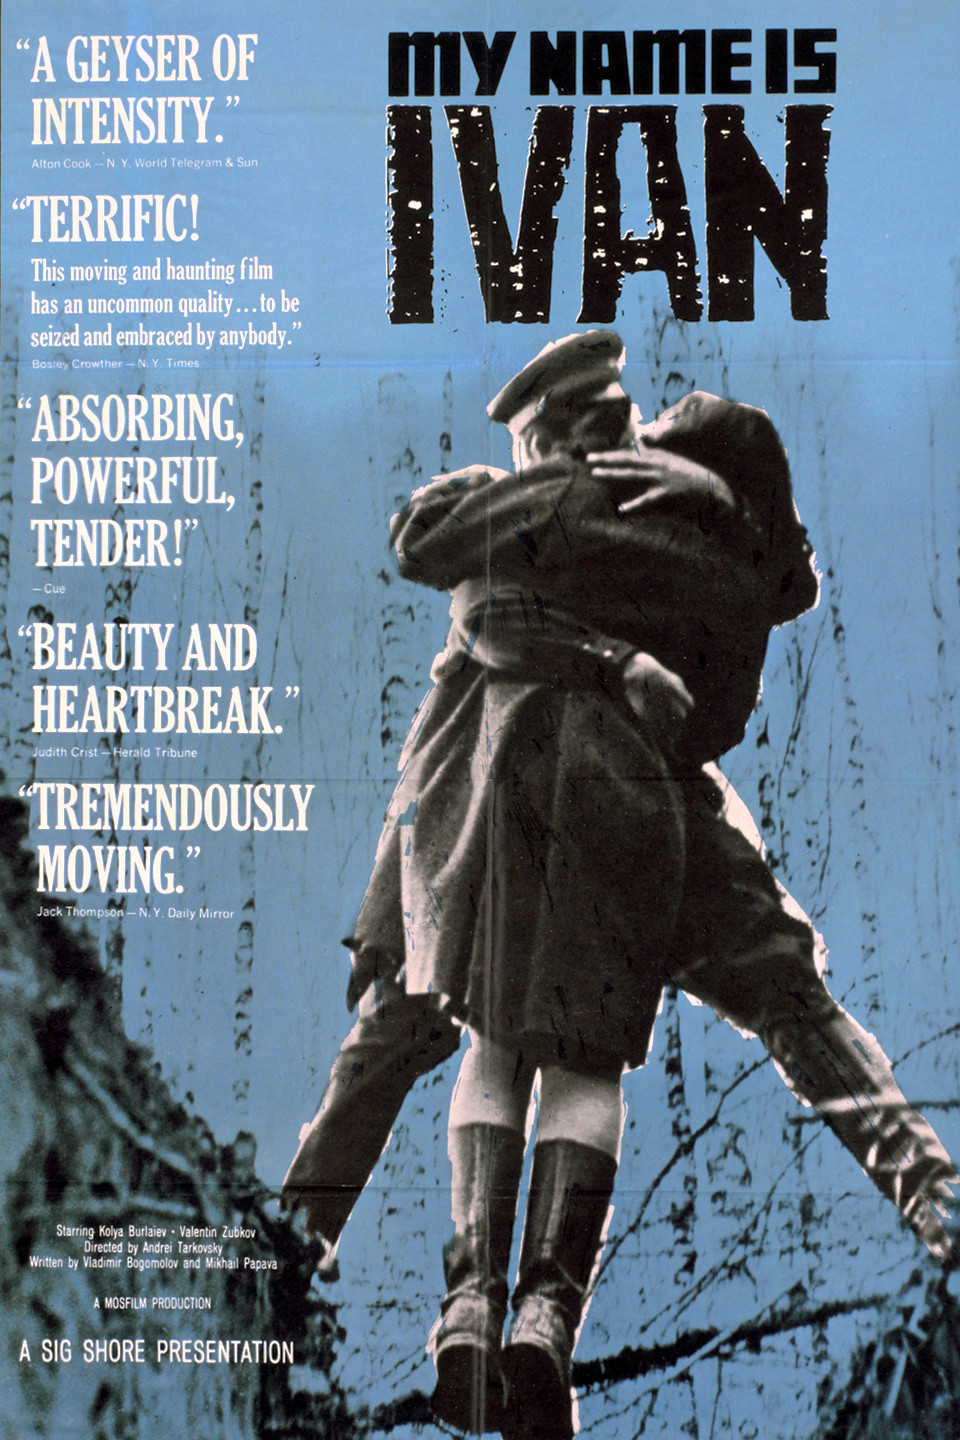 "A GEYSER OF
INTENSITY."
Alton Cook — N. Y. World Telegram & Sun
"TERRIFIC!
This moving and haunting film
has an uncommon quality...to be
seized and embraced by anybody."
Bosley Crowther — N. Y. Times
"ABSORBING,
POWERFUL,
TENDER!"
— Cue
"BEAUTY AND
HEARTBREAK."
Judith Crist — Herald Tribune
"TREMENDOUSLY
MOVING."
Jack Thompson — N. Y. Daily Mirror
MY NAME IS
IVAN
Starring Kolya Burlaiev · Valentin Zubkov
Directed by Andrei Tarkovsky
Written by Vladimir Bogomolov and Mikhail Papava
A MOSFILM PRODUCTION
A SIG SHORE PRESENTATION